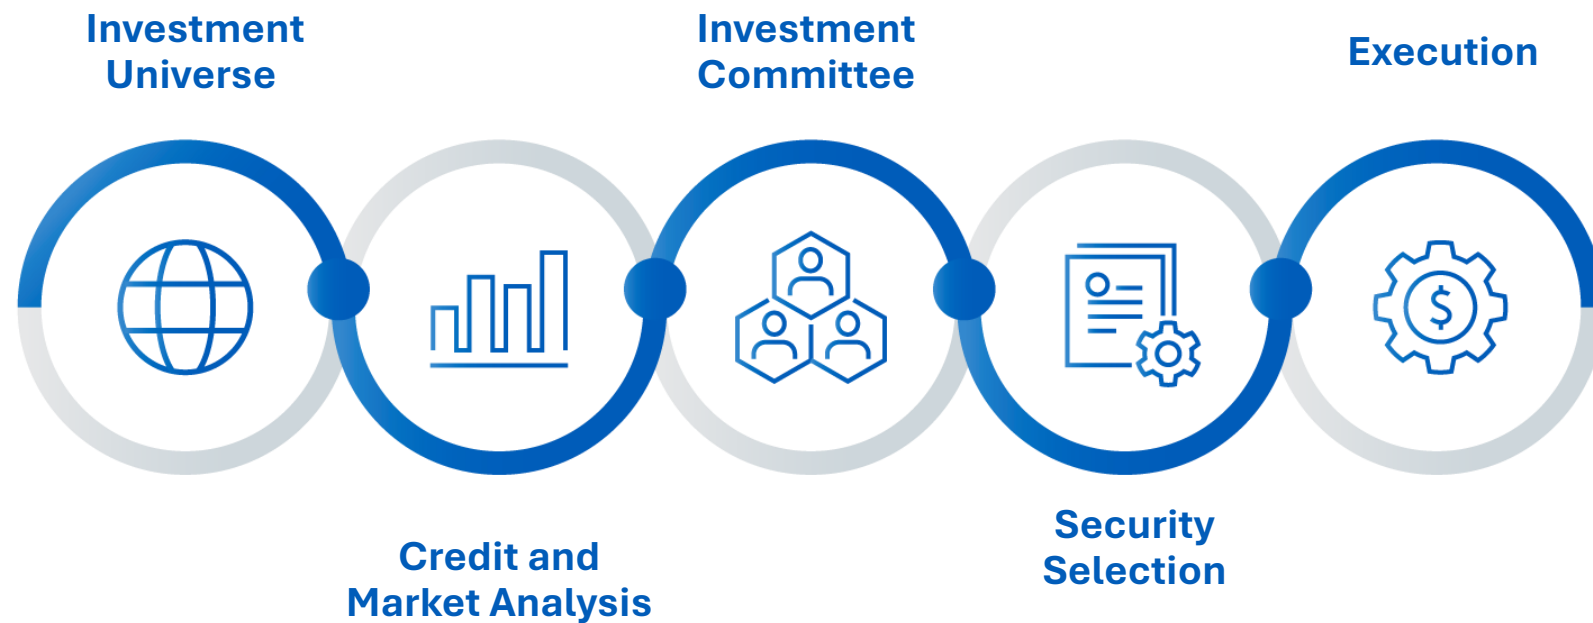 Investment
Universe
Credit and
Market Analysis
Investment
Committee
Security
Selection
Execution
$